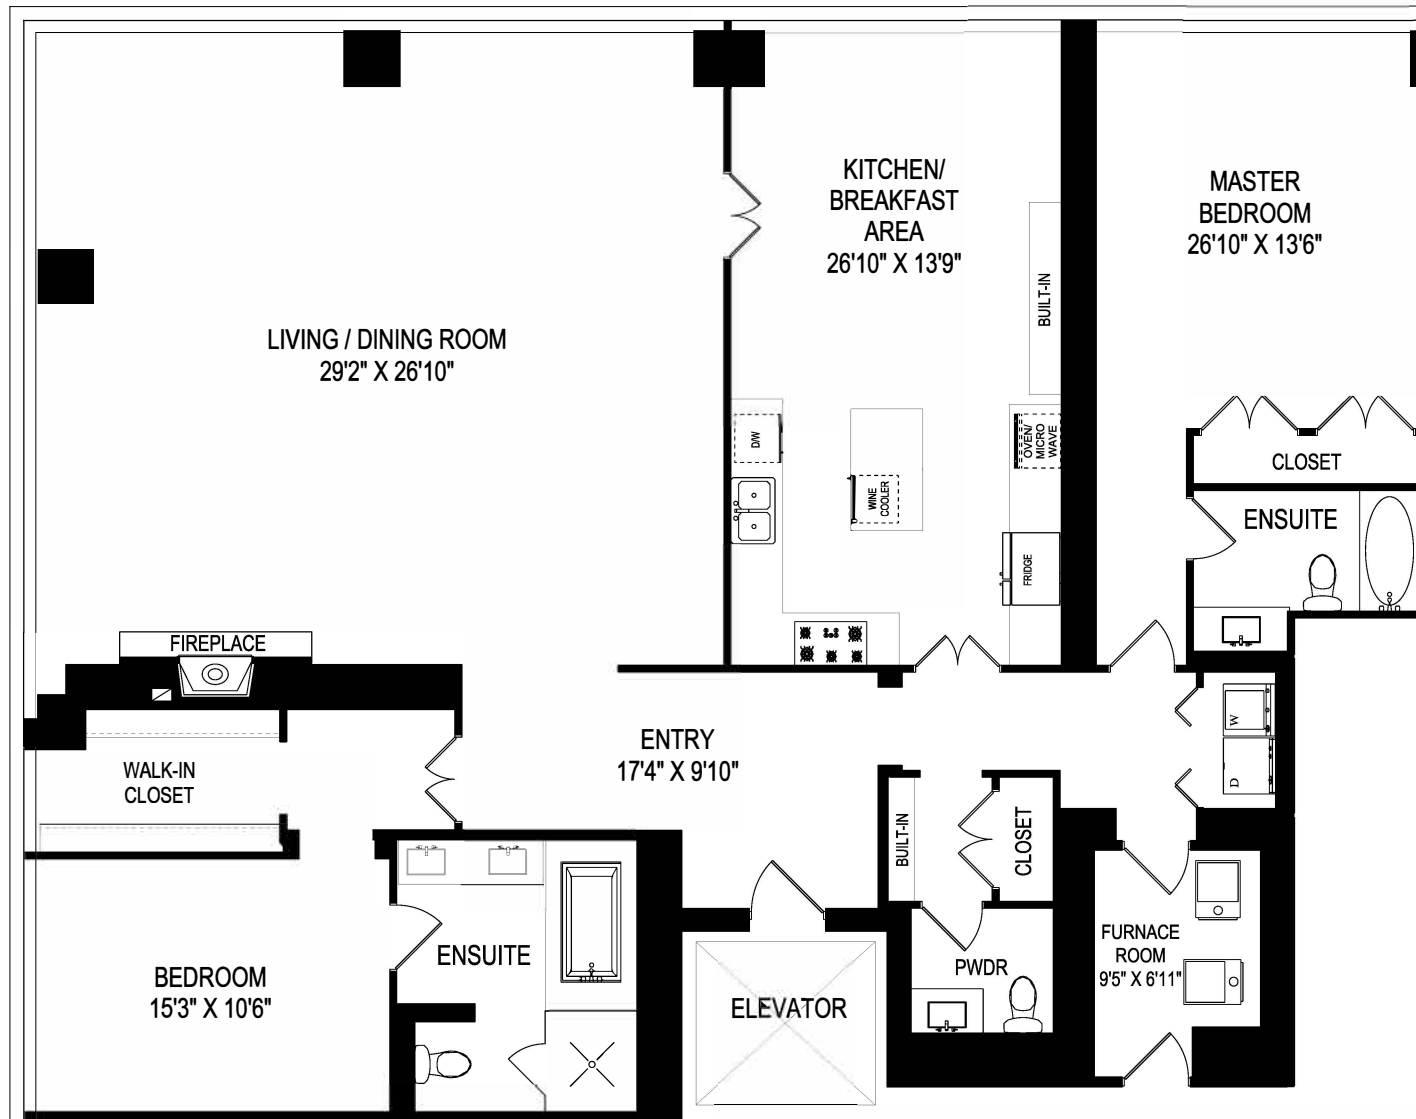 KITCHEN/
BREAKFAST
AREA
26'10" X 13'9"
MASTER
BEDROOM
26'10" X 13'6"
BUILT-IN
LIVING / DINING ROOM
29'2" X 26'10"
D/W
OVEN/
MICRO
WAVE
CLOSET
WINE
COOLER
ENSUITE
FRIDGE
FIREPLACE
W
D
ENTRY
17'4" X 9'10"
WALK-IN
CLOSET
BUILT-IN
CLOSET
ENSUITE
BEDROOM
15'3" X 10'6"
PWDR
FURNACE
ROOM
9'5" X 6'11"
ELEVATOR